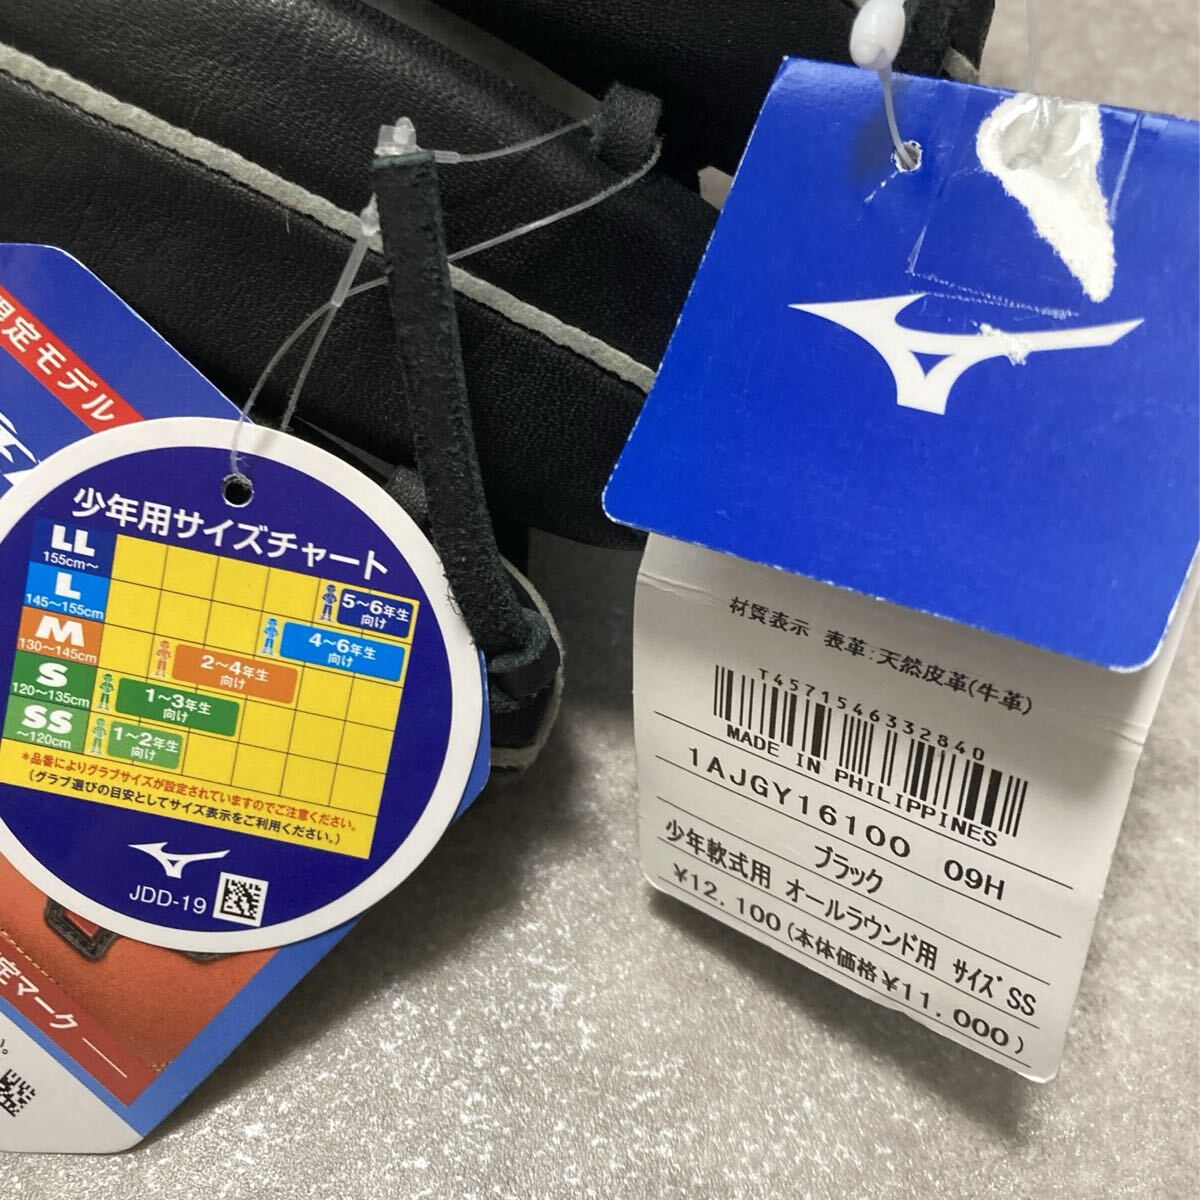 限定モデル
少年用サイズチャート
LL
155cm～
L
145～155cm
M
130～145cm
S
120～135cm
SS
～120cm
5～6年生
向け
4～6年生
向け
2～4年生
向け
1～3年生
向け
1～2年生
向け
*品番によりグラブサイズが設定されていますのでご注意ください。
(グラブ選びの目安としてサイズ表示をご利用ください。)
JDD-19
定マーク
材質表示 表革:天然皮革(牛革)
T4571546332840
MADE IN PHILIPPINES
1AJGY16100 09H
ブラック
少年軟式用 オールラウンド用 サイズSS
¥12,100(本体価格¥11,000)